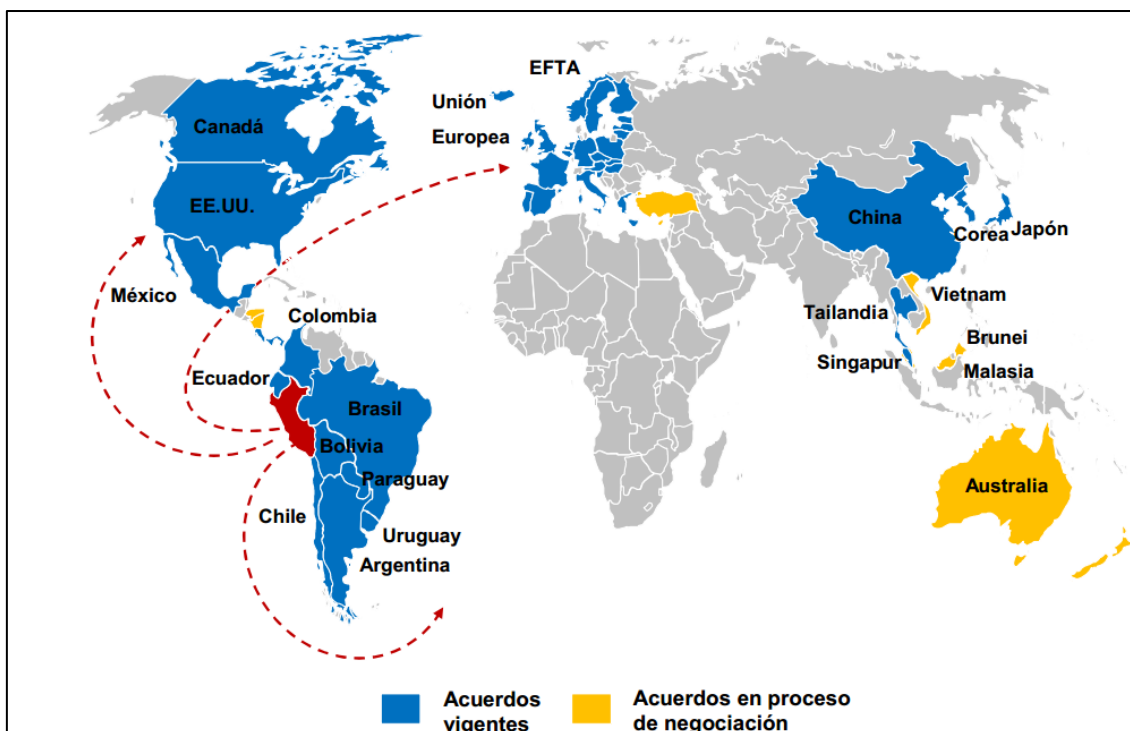 EFTA
Unión
Europea
Canadá
EE.UU.
China
Corea
Japón
México
Colombia
Tailandia
Vietnam
Brunei
Singapur
Malasia
Ecuador
Brasil
Bolivia
Paraguay
Chile
Uruguay
Argentina
Australia
Acuerdos
vigentes
Acuerdos en proceso
de negociación